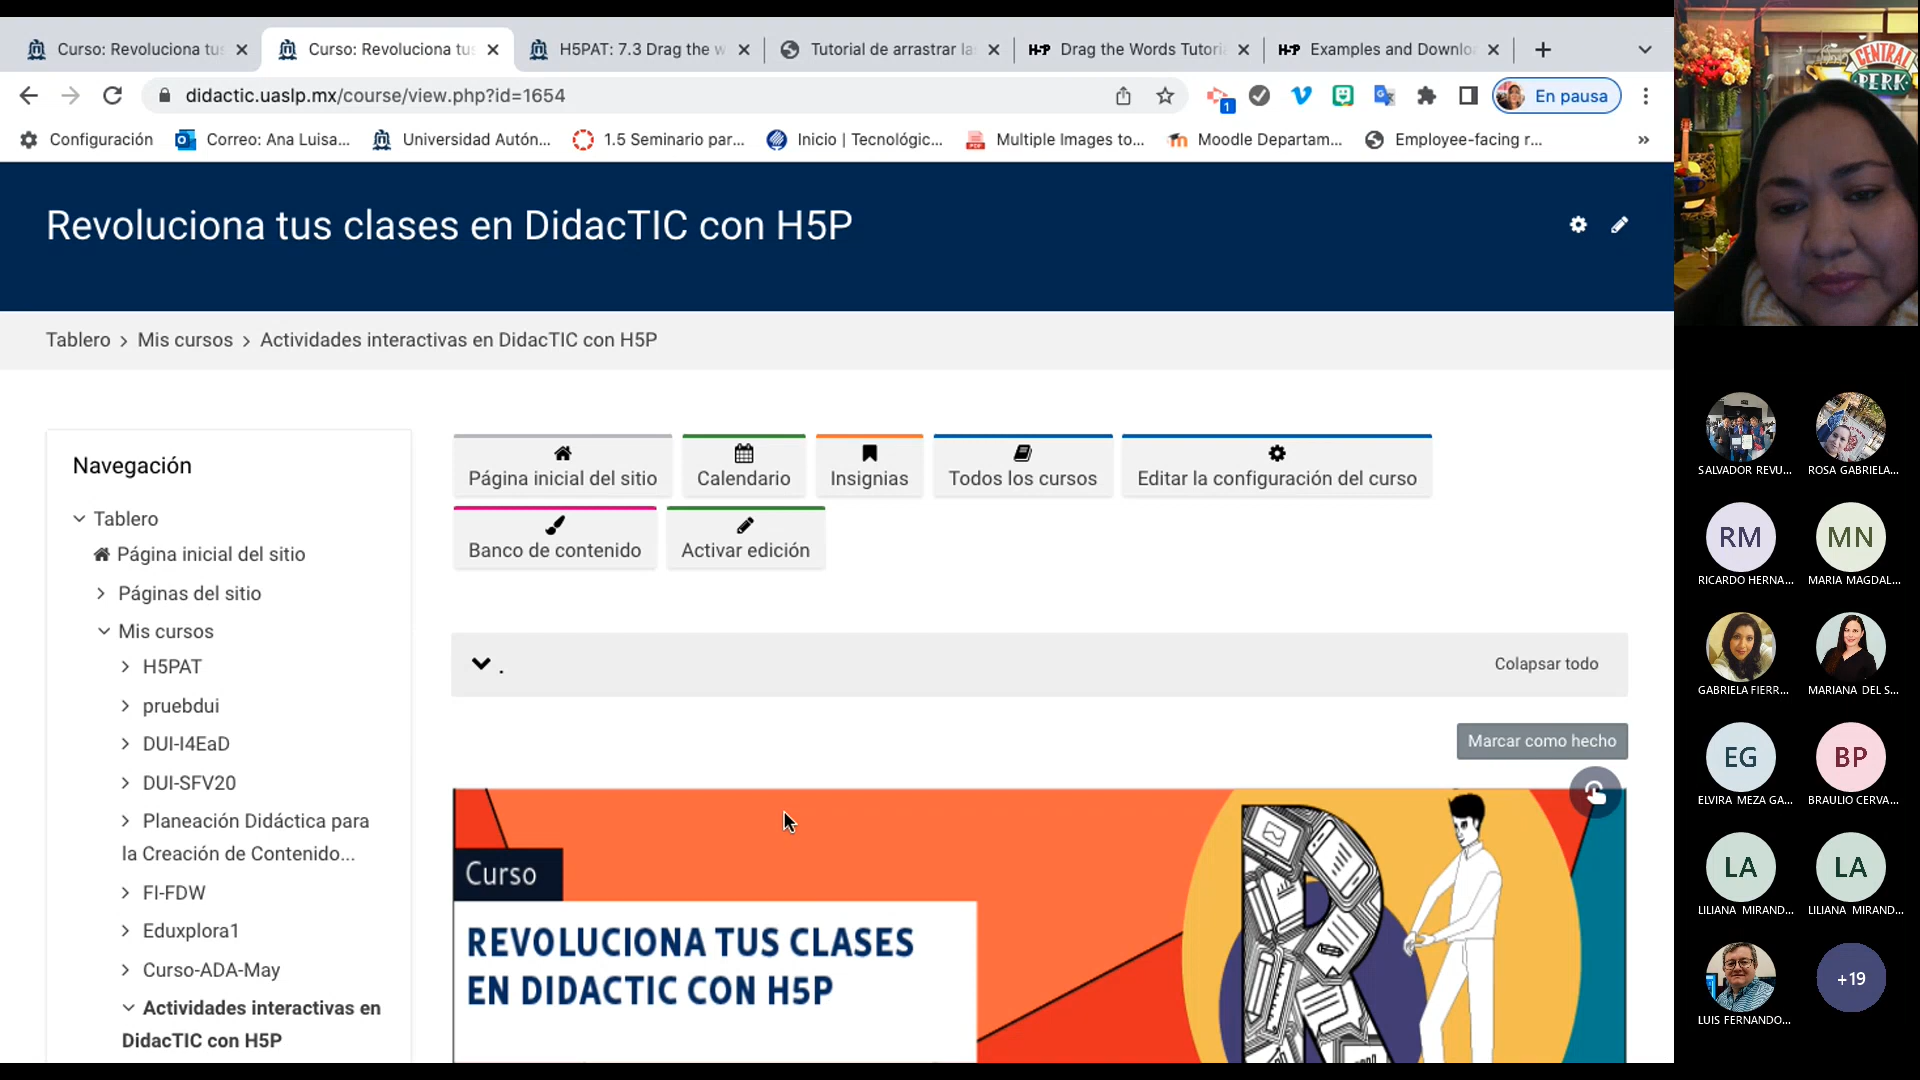 Curso: Revoluciona tus
Curso: Revoluciona tus
H5PAT: 7.3 Drag the w
Tutorial de arrastrar la
H-P Drag the Words Tutori
H-P Examples and Downlo
didactic.uaslp.mx/course/view.php?id=1654
1
En pausa
Configuración
Correo: Ana Luisa...
Universidad Autón...
1.5 Seminario par...
Inicio | Tecnológic...
Multiple Images to...
Moodle Departam...
Employee-facing r...
CENTRAL PERK
Revoluciona tus clases en DidacTIC con H5P
Tablero > Mis cursos > Actividades interactivas en DidacTIC con H5P
Navegación
Tablero
Página inicial del sitio
Páginas del sitio
Mis cursos
H5PAT
pruebdui
DUI-I4EaD
DUI-SFV20
Planeación Didáctica para
la Creación de Contenido...
FI-FDW
Eduxplora1
Curso-ADA-May
Actividades interactivas en
DidacTIC con H5P
Página inicial del sitio
Calendario
Insignias
Todos los cursos
Editar la configuración del curso
Banco de contenido
Activar edición
.
Colapsar todo
Marcar como hecho
Curso
REVOLUCIONA TUS CLASES
EN DIDACTIC CON H5P
SALVADOR REVU...
ROSA GABRIELA...
RM
MN
RICARDO HERNA...
MARIA MAGDAL...
GABRIELA FIERR...
MARIANA DEL S...
EG
BP
ELVIRA MEZA GA...
BRAULIO CERVA...
LA
LA
LILIANA MIRAND...
LILIANA MIRAND...
+19
LUIS FERNANDO...